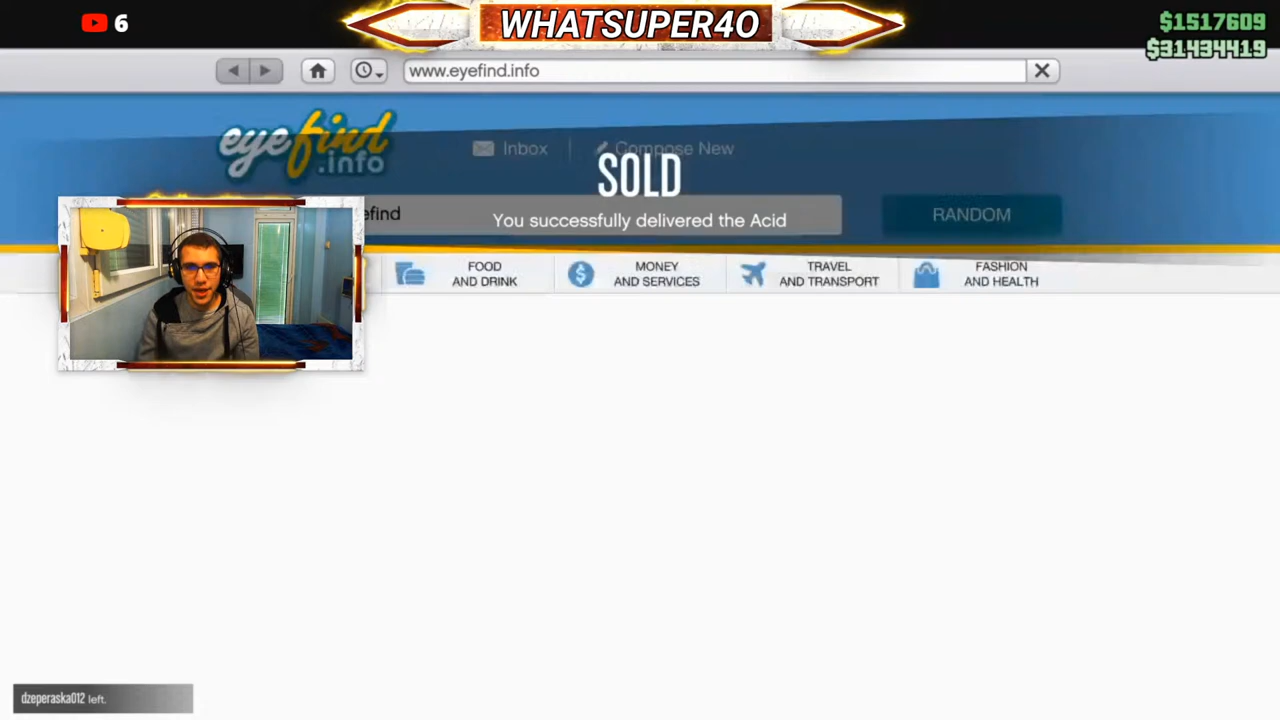 6
WHATSUPER4O
$1517609
$31434419
www.eyefind.info
eyefind
.info
Inbox
Compose New
SOLD
efind
You successfully delivered the Acid
RANDOM
FOOD
AND DRINK
MONEY
AND SERVICES
TRAVEL
AND TRANSPORT
FASHION
AND HEALTH
dzeperaska012 left.